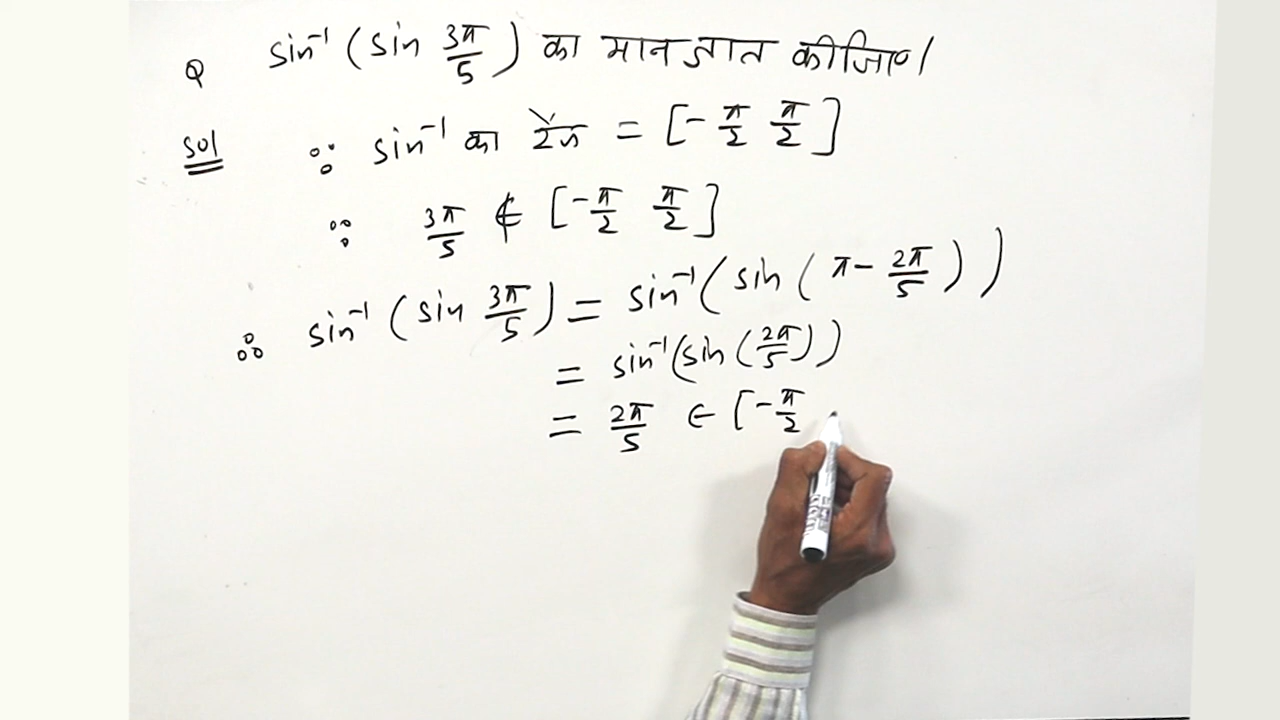 Q sin⁻¹ ( sin 3π/5 ) का मान ज्ञात कीजिए।
Sol ∵ sin⁻¹ का रेंज = [-π/2 π/2]
∵ 3π/5 ∉ [-π/2 π/2]
∴ sin⁻¹ ( sin 3π/5 ) = sin⁻¹ ( sin ( π - 2π/5 ) )
= sin⁻¹ ( sin ( 2π/5 ) )
= 2π/5 ∈ [-π/2